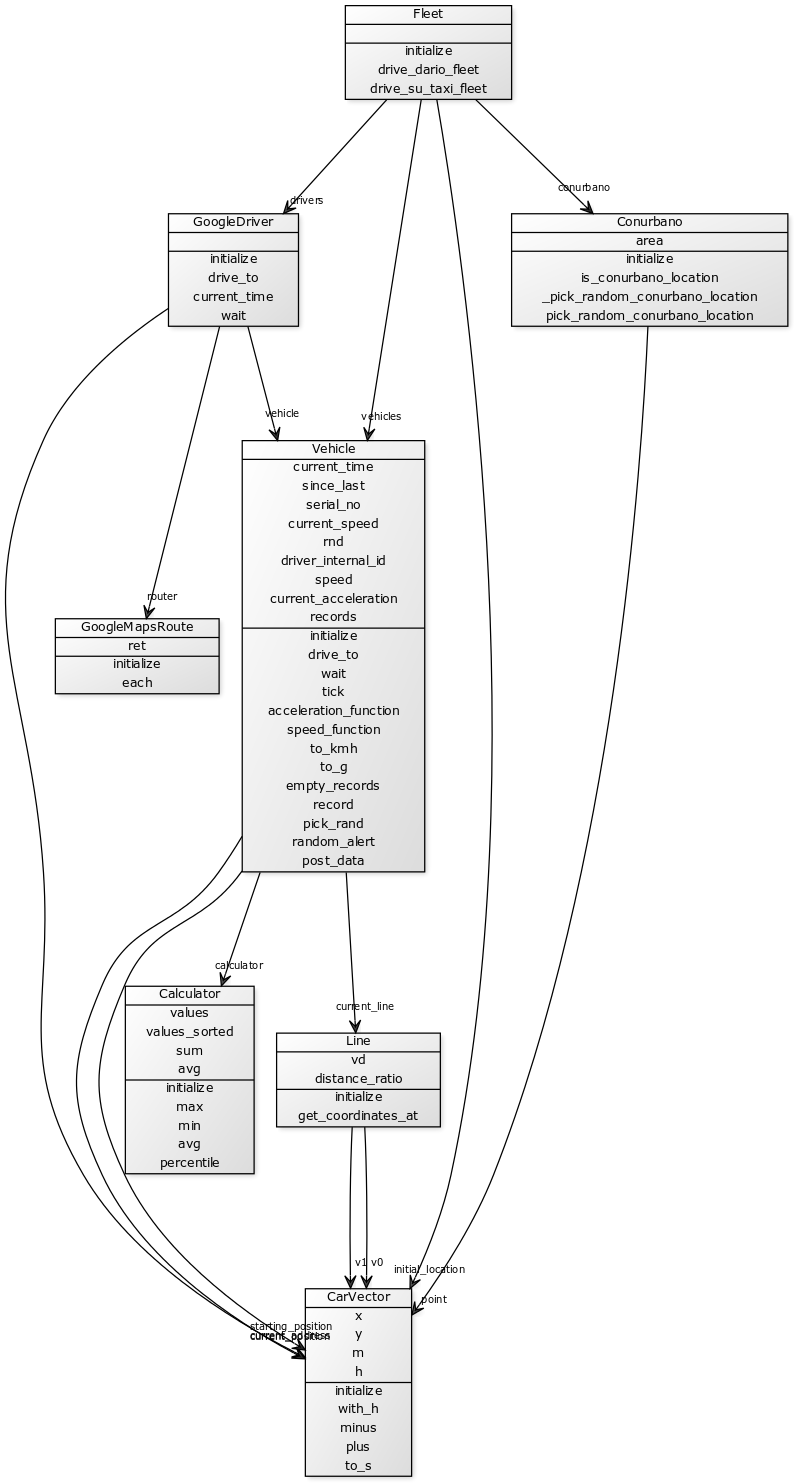 Fleet
initialize
drive_dario_fleet
drive_su_taxi_fleet
drivers
conurbano
GoogleDriver
initialize
drive_to
current_time
wait
Conurbano
area
initialize
is_conurbano_location
_pick_random_conurbano_location
pick_random_conurbano_location
vehicle
vehicles
Vehicle
current_time
since_last
serial_no
current_speed
rnd
driver_internal_id
speed
current_acceleration
records
initialize
drive_to
wait
tick
acceleration_function
speed_function
to_kmh
to_g
empty_records
record
pick_rand
random_alert
post_data
router
GoogleMapsRoute
ret
initialize
each
calculator
Calculator
values
values_sorted
sum
avg
initialize
max
min
avg
percentile
current_line
Line
vd
distance_ratio
initialize
get_coordinates_at
v1 v0
initial_location
point
starting_position
current_address
current_position
CarVector
x
y
m
h
initialize
with_h
minus
plus
to_s